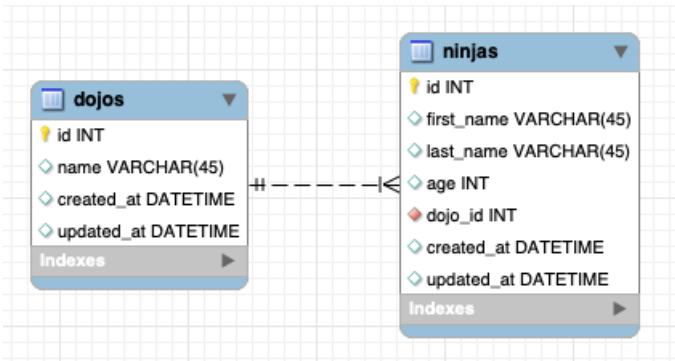 dojos
id INT
name VARCHAR(45)
created_at DATETIME
updated_at DATETIME
Indexes
ninjas
id INT
first_name VARCHAR(45)
last_name VARCHAR(45)
age INT
dojo_id INT
created_at DATETIME
updated_at DATETIME
Indexes